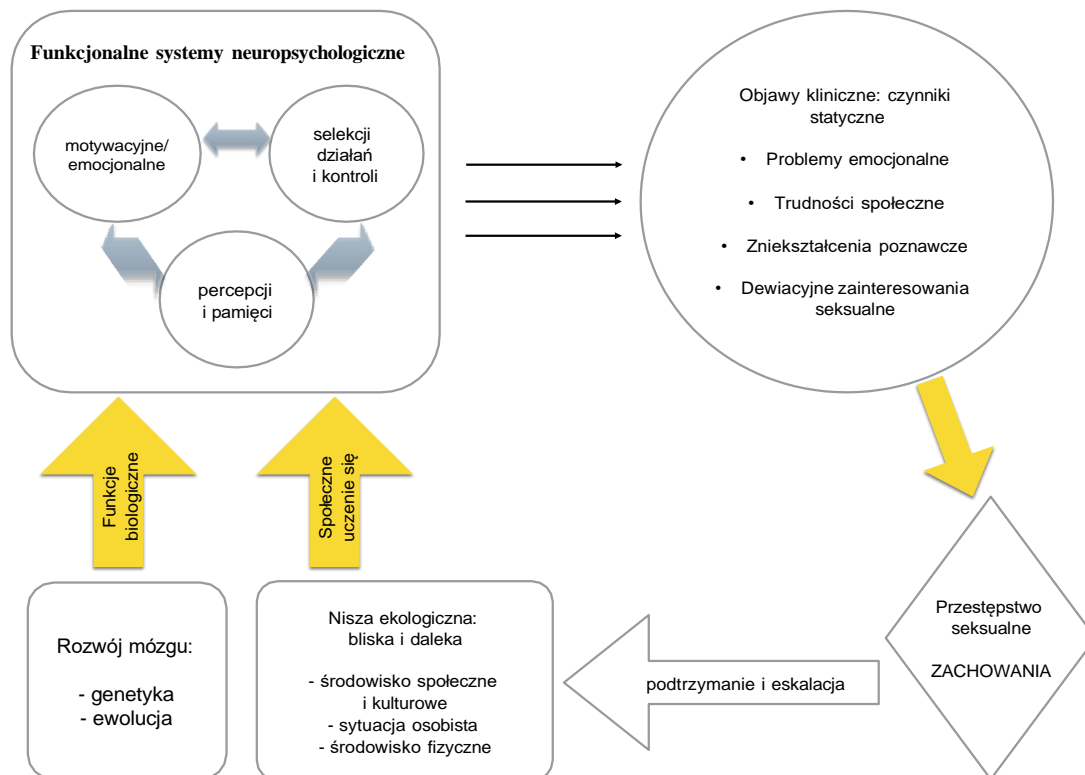 Funkcjonalne systemy neuropsychologiczne
motywacyjne/
emocjonalne
selekcji
działań
i kontroli
percepcji
i pamięci
Objawy kliniczne: czynniki
statyczne
• Problemy emocjonalne
• Trudności społeczne
• Zniekształcenia poznawcze
• Dewiacyjne zainteresowania
seksualne
Funkcje
biologiczne
Społeczne
uczenie się
Rozwój mózgu:
- genetyka
- ewolucja
Nisza ekologiczna:
bliska i daleka
- środowisko społeczne
i kulturowe
- sytuacja osobista
- środowisko fizyczne
podtrzymanie i eskalacja
Przestępstwo
seksualne
ZACHOWANIA